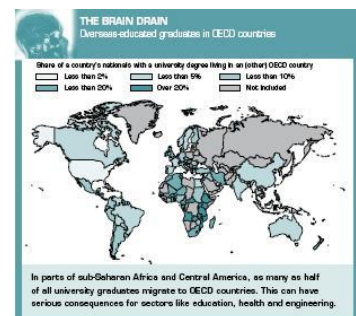 THE BRAIN DRAIN
Overseas-educated graduates in OECD countries
Share of a country's nationals with a university degree living in an (other) OECD country
Less than 2%
Less than 5%
Less than 10%
Less than 20%
Over 20%
Not included
In parts of sub-Saharan Africa and Central America, as many as half
of all university graduates migrate to OECD countries. This can have
serious consequences for sectors like education, health and engineering.